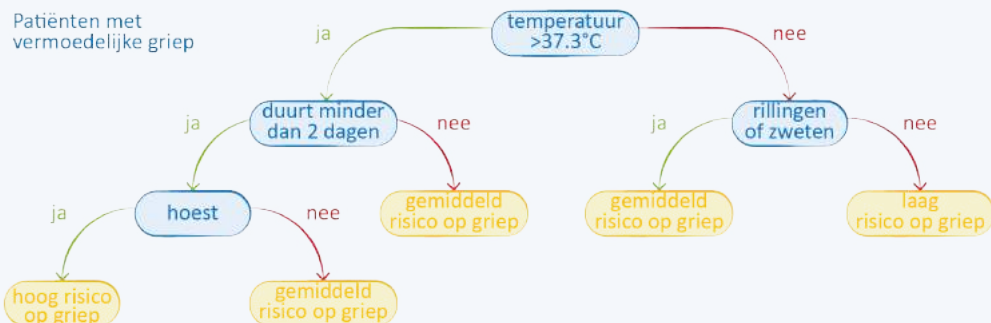 Patiënten met
vermoedelijke griep
ja
temperatuur
>37.3°C
nee
ja
duurt minder
dan 2 dagen
nee
ja
rillingen
of zweten
nee
ja
hoest
nee
gemiddeld
risico op griep
gemiddeld
risico op griep
laag
risico op griep
hoog risico
op griep
gemiddeld
risico op griep